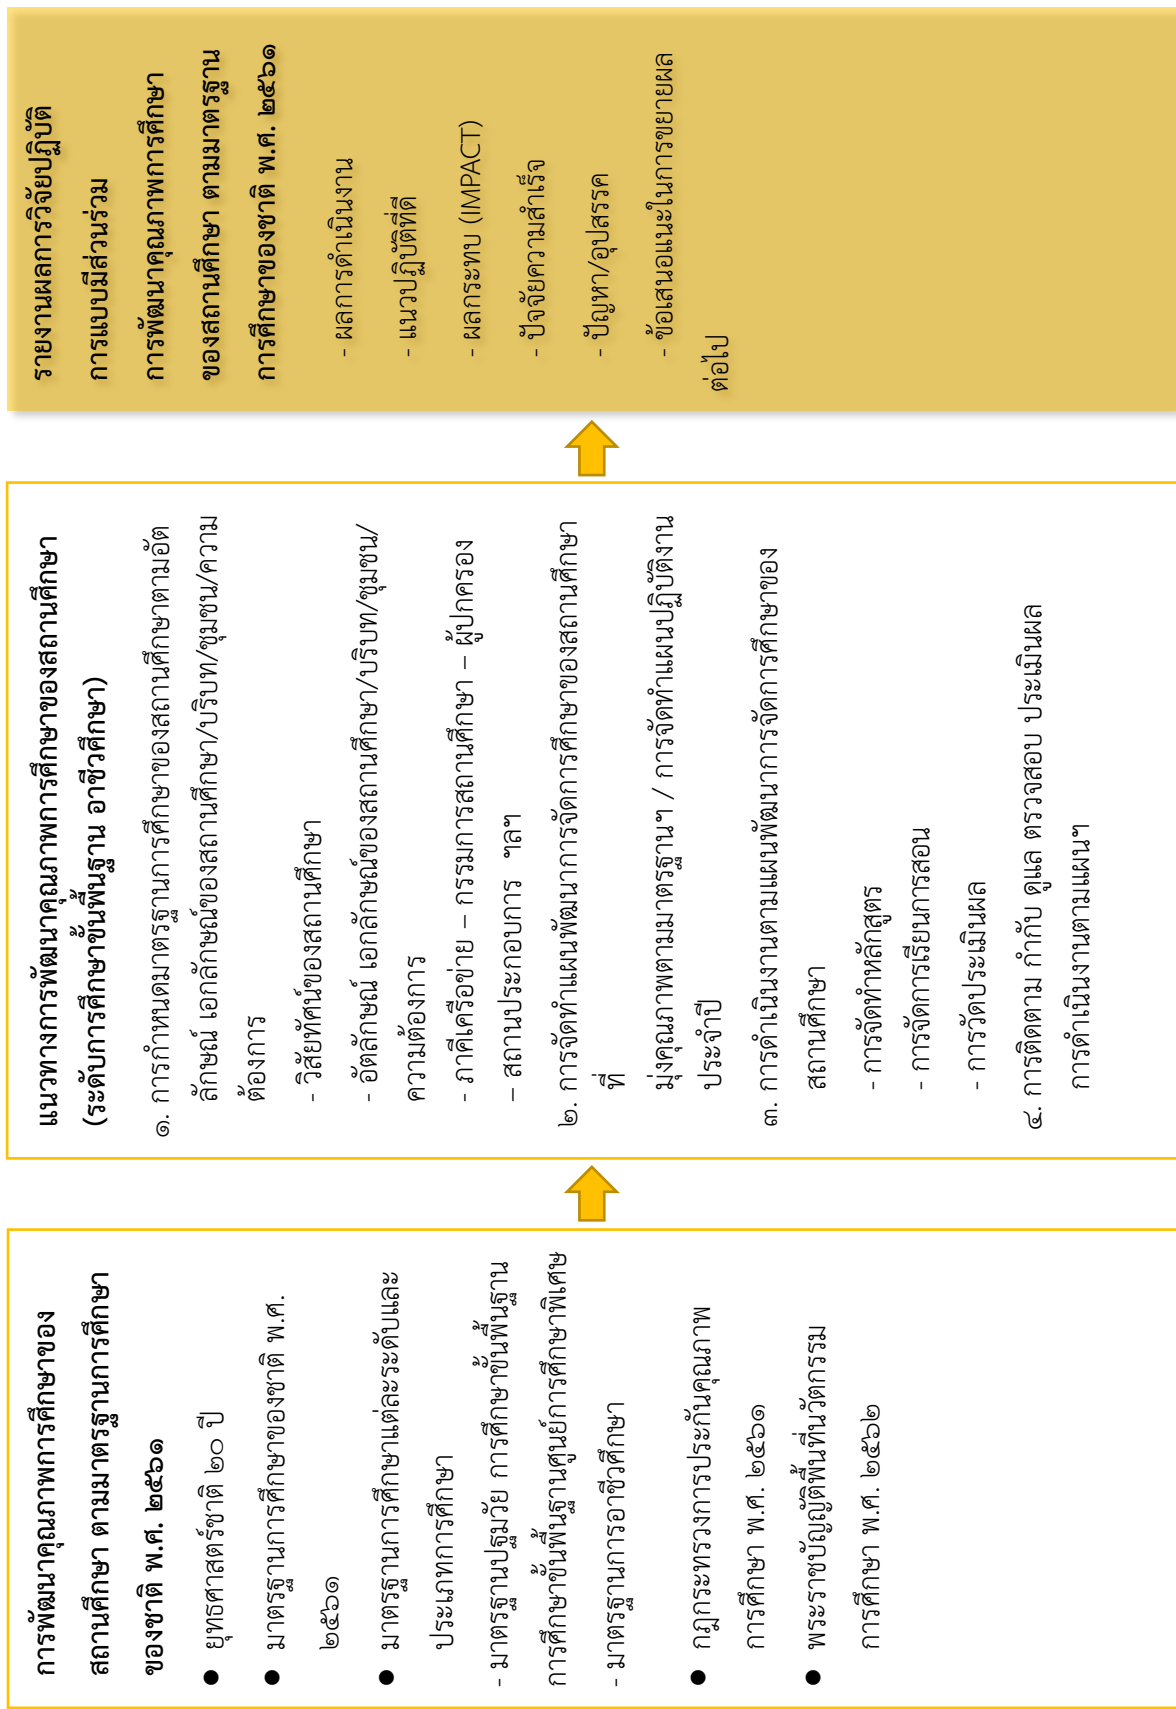 การพัฒนาคุณภาพการศึกษาของ
สถานศึกษา ตามมาตรฐานการศึกษา
ของชาติ พ.ศ. ๒๕๖๑
● ยุทธศาสตร์ชาติ ๒๐ ปี
● มาตรฐานการศึกษาของชาติ พ.ศ.
๒๕๖๑
● มาตรฐานการศึกษาแต่ละระดับและ
ประเภทการศึกษา
- มาตรฐานปฐมวัย การศึกษาขั้นพื้นฐาน
การศึกษาขั้นพื้นฐานศูนย์การศึกษาพิเศษ
- มาตรฐานการอาชีวศึกษา
● กฎกระทรวงการประกันคุณภาพ
การศึกษา พ.ศ. ๒๕๖๑
● พระราชบัญญัติพื้นที่นวัตกรรม
การศึกษา พ.ศ. ๒๕๖๒
แนวทางการพัฒนาคุณภาพการศึกษาของสถานศึกษา
(ระดับการศึกษาขั้นพื้นฐาน อาชีวศึกษา)
๑. การกำหนดมาตรฐานการศึกษาของสถานศึกษาตามอัต
ลักษณ์ เอกลักษณ์ของสถานศึกษา/บริบท/ชุมชน/ความ
ต้องการ
- วิสัยทัศน์ของสถานศึกษา
- อัตลักษณ์ เอกลักษณ์ของสถานศึกษา/บริบท/ชุมชน/
ความต้องการ
- ภาคีเครือข่าย – กรรมการสถานศึกษา – ผู้ปกครอง
– สถานประกอบการ ฯลฯ
๒. การจัดทำแผนพัฒนาการจัดการศึกษาของสถานศึกษา
ที่
มุ่งคุณภาพตามมาตรฐานฯ / การจัดทำแผนปฏิบัติงาน
ประจำปี
๓. การดำเนินงานตามแผนพัฒนาการจัดการศึกษาของ
สถานศึกษา
- การจัดทำหลักสูตร
- การจัดการเรียนการสอน
- การวัดประเมินผล
๔. การติดตาม กำกับ ดูแล ตรวจสอบ ประเมินผล
การดำเนินงานตามแผนฯ
รายงานผลการวิจัยปฏิบัติ
การแบบมีส่วนร่วม
การพัฒนาคุณภาพการศึกษา
ของสถานศึกษา ตามมาตรฐาน
การศึกษาของชาติ พ.ศ. ๒๕๖๑
- ผลการดำเนินงาน
- แนวปฏิบัติที่ดี
- ผลกระทบ (IMPACT)
- ปัจจัยความสำเร็จ
- ปัญหา/อุปสรรค
- ข้อเสนอแนะในการขยายผล
ต่อไป